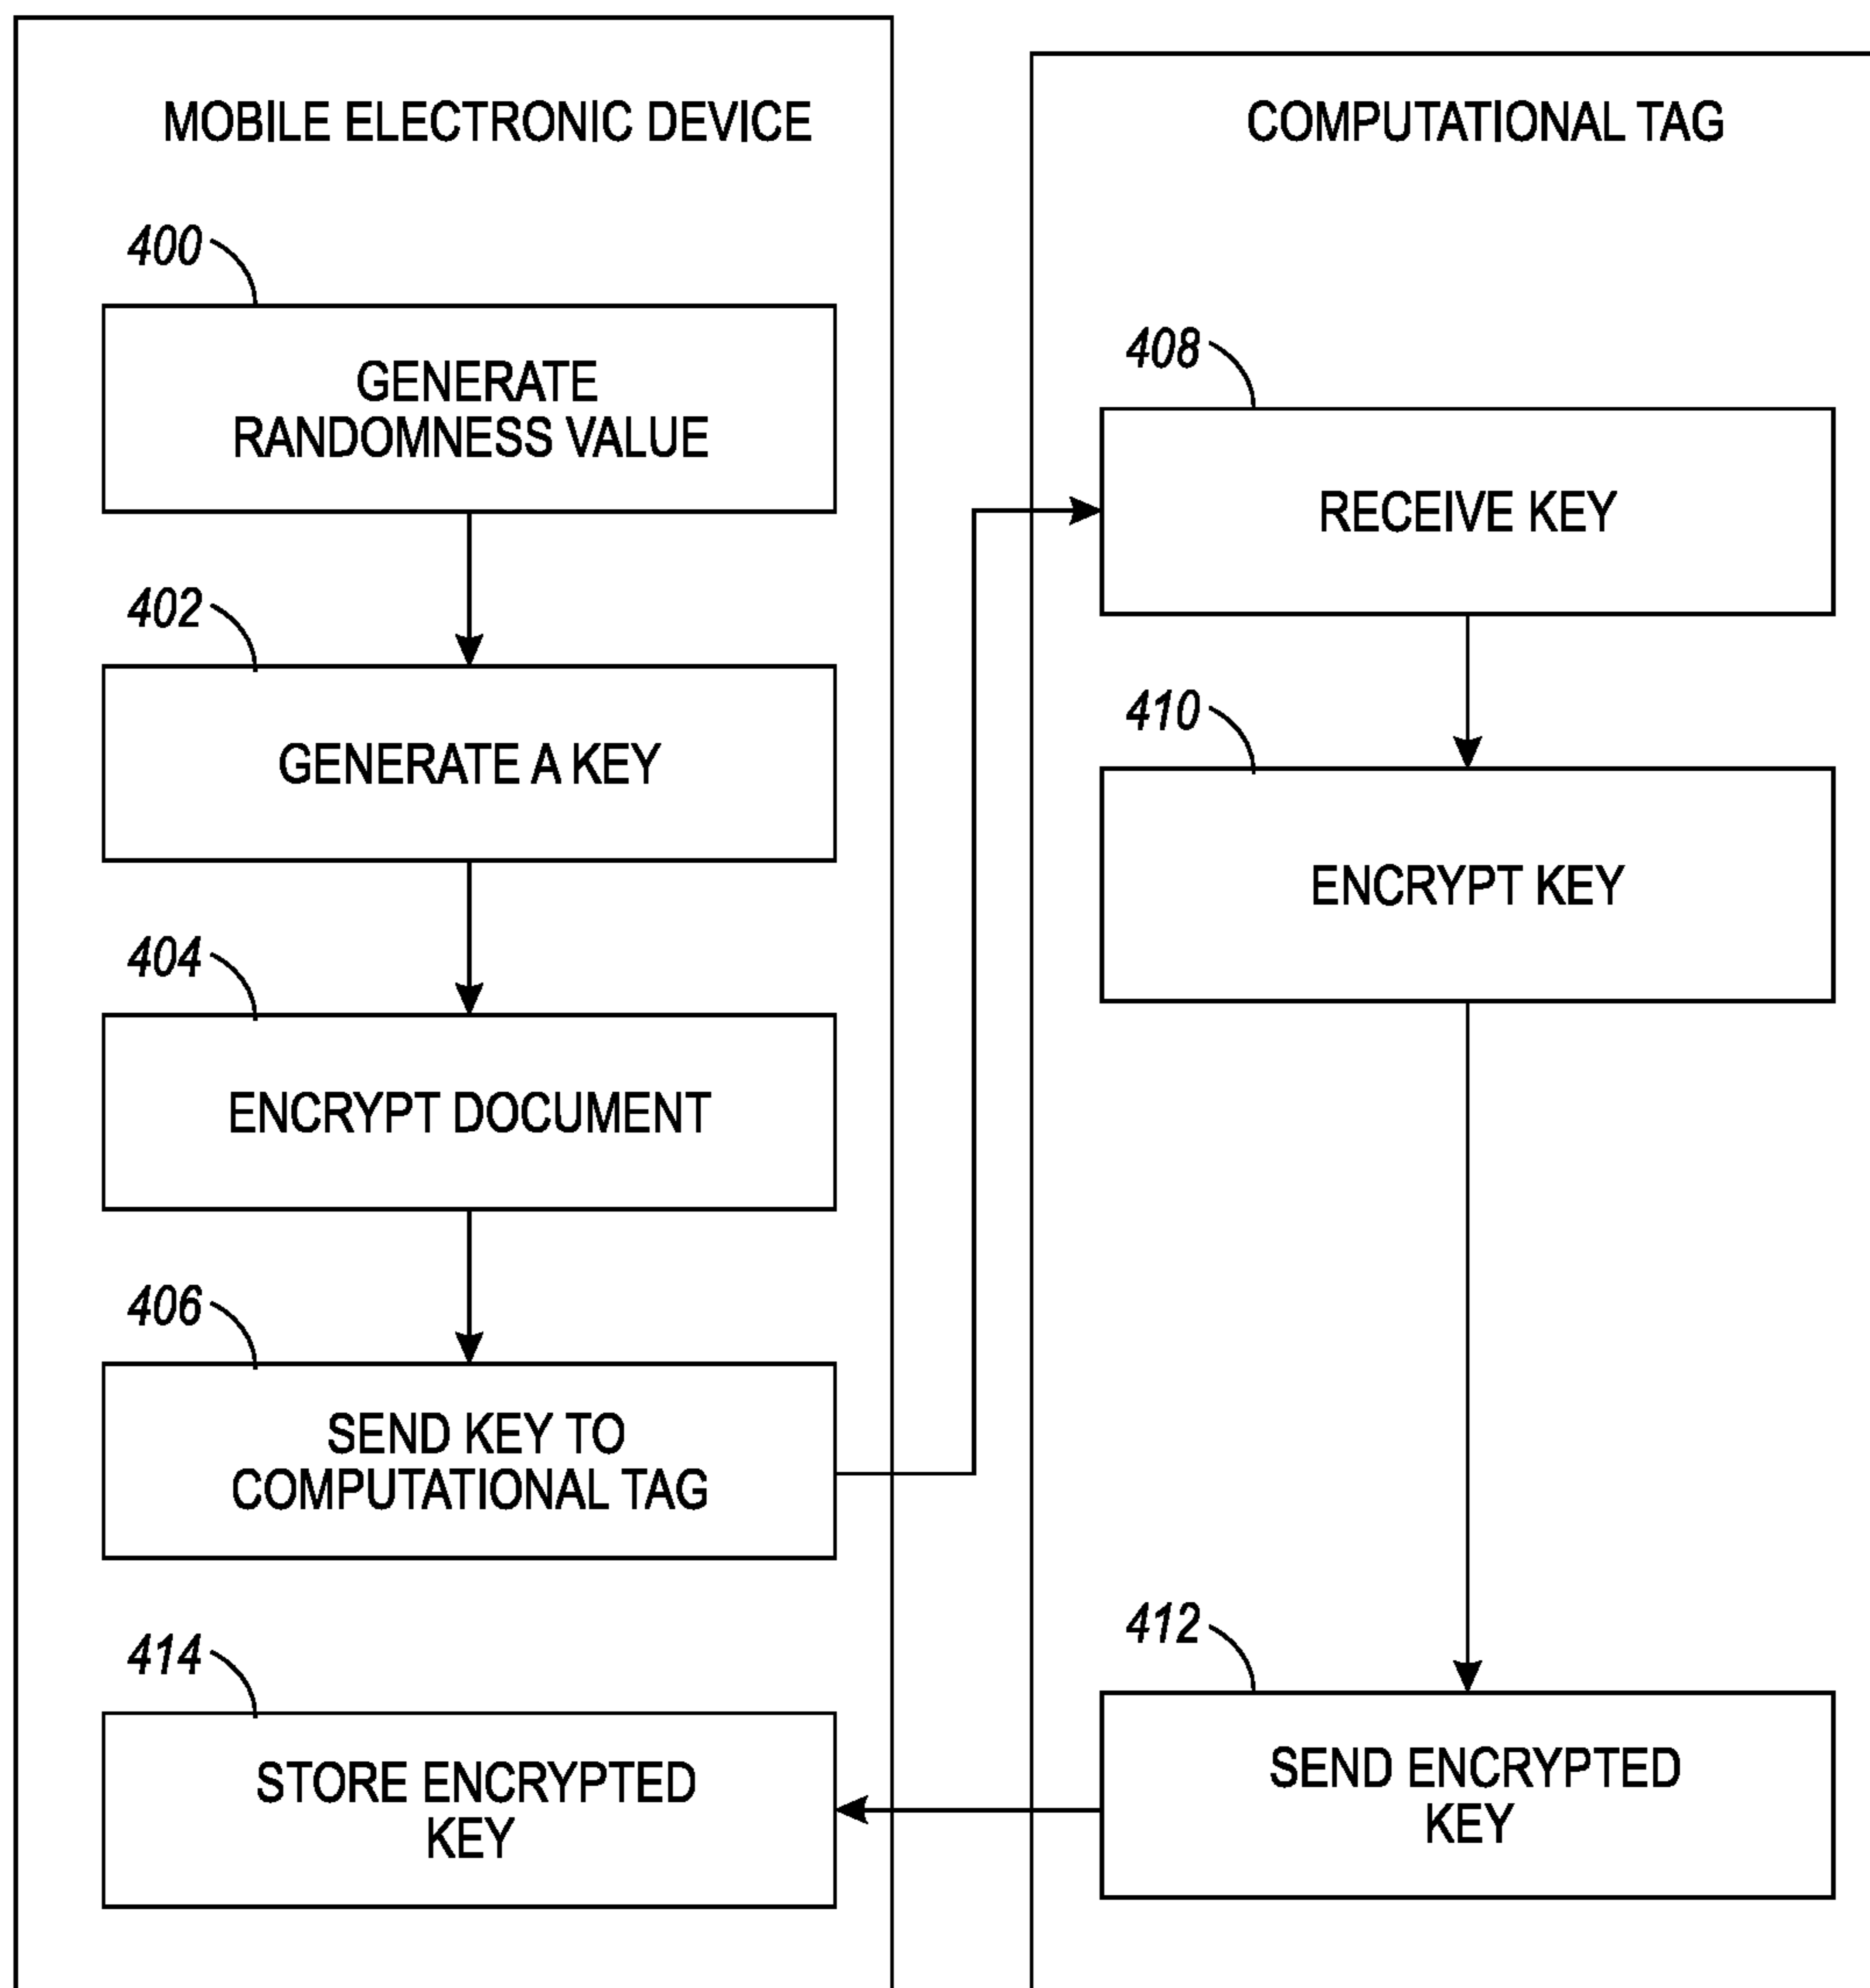 MOBILE ELECTRONIC DEVICE
400
GENERATE
RANDOMNESS VALUE
402
GENERATE A KEY
404
ENCRYPT DOCUMENT
406
SEND KEY TO
COMPUTATIONAL TAG
414
STORE ENCRYPTED
KEY
COMPUTATIONAL TAG
408
RECEIVE KEY
410
ENCRYPT KEY
412
SEND ENCRYPTED
KEY